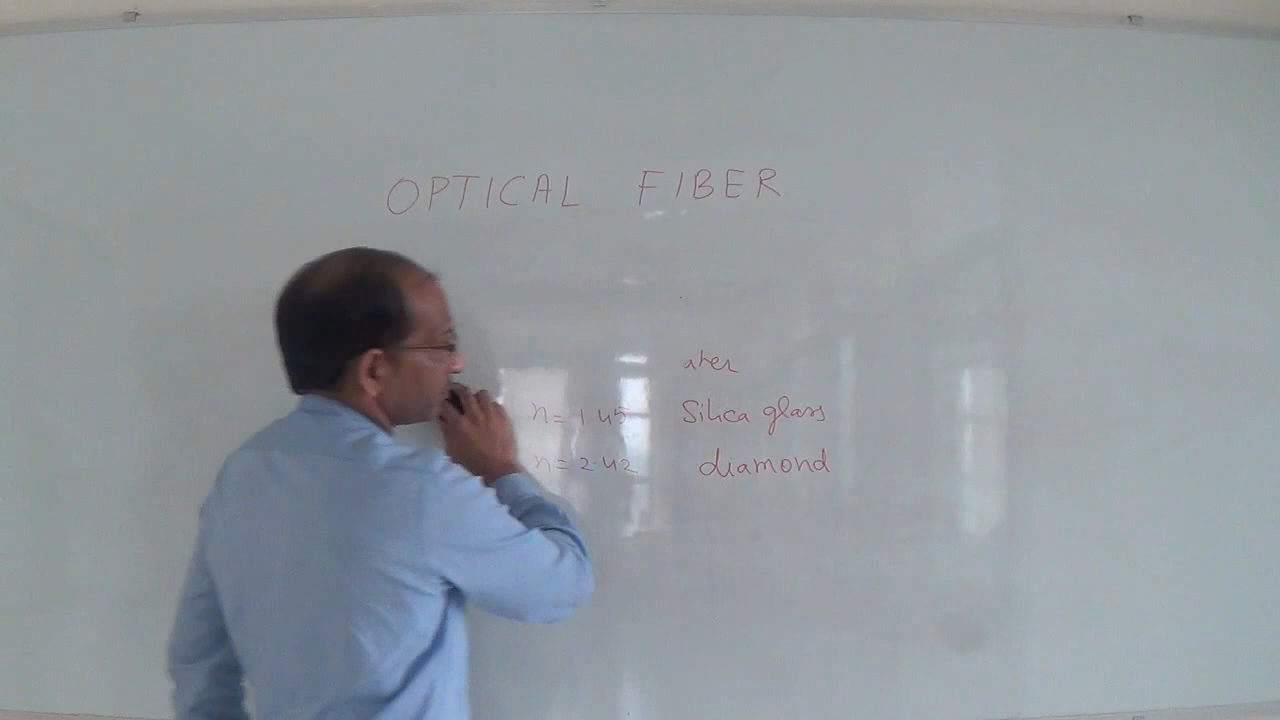 OPTICAL FIBER
ater
n = 1.45 Silica glass
n = 2.42 diamond